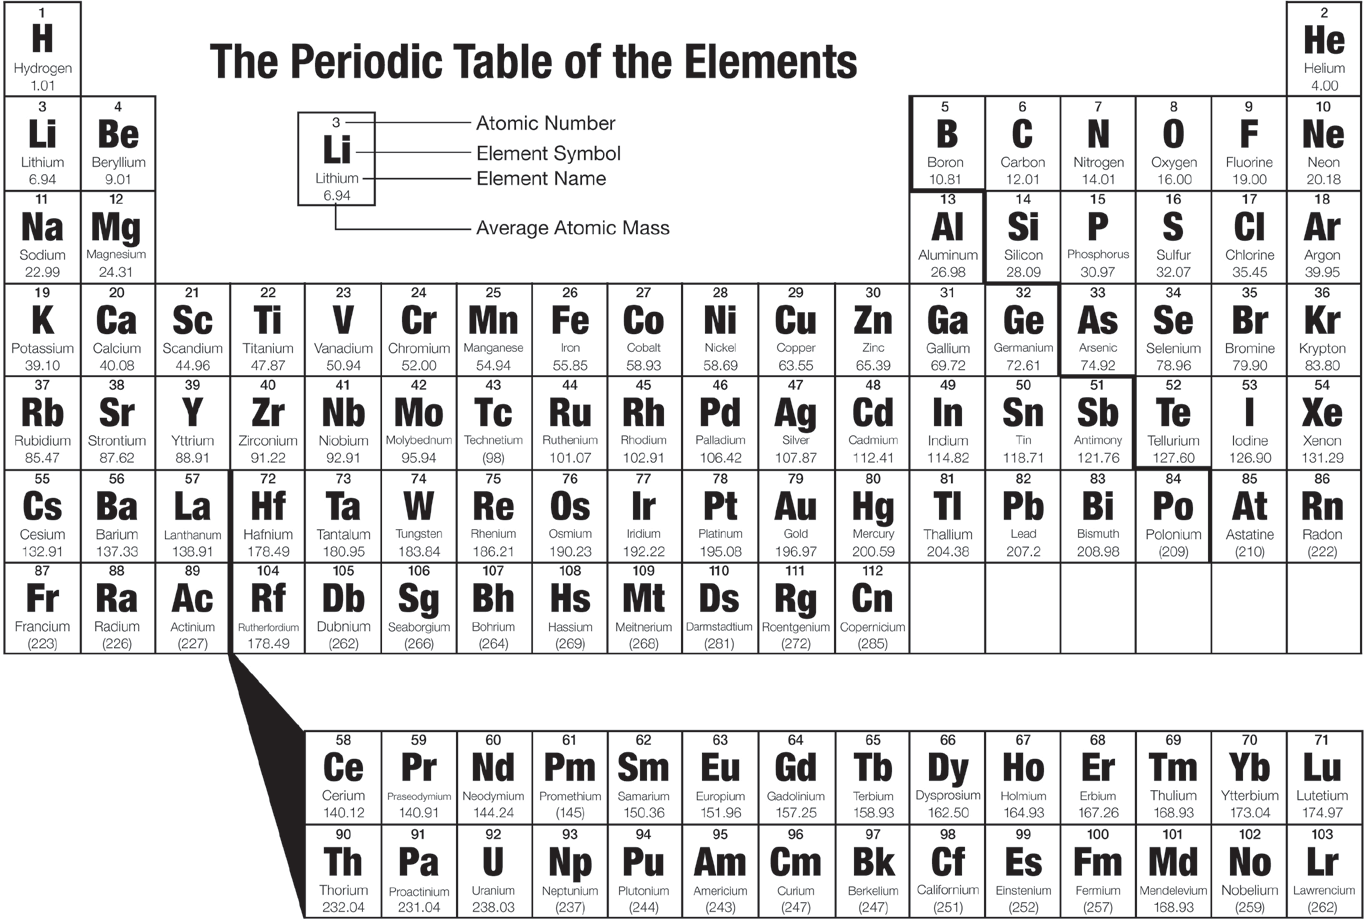 The Periodic Table of the Elements
1 2
H He
Hydrogen Helium
1.01 4.00
3 Atomic Number
Li Element Symbol
Lithium Element Name
6.94
Average Atomic Mass
3 4 5 6 7 8 9 10
Li Be B C N O F Ne
Lithium Beryllium Boron Carbon Nitrogen Oxygen Fluorine Neon
6.94 9.01 10.81 12.01 14.01 16.00 19.00 20.18
11 12 13 14 15 16 17 18
Na Mg Al Si P S Cl Ar
Sodium Magnesium Aluminum Silicon Phosphorus Sulfur Chlorine Argon
22.99 24.31 26.98 28.09 30.97 32.07 35.45 39.95
19 20 21 22 23 24 25 26 27 28 29 30 31 32 33 34 35 36
K Ca Sc Ti V Cr Mn Fe Co Ni Cu Zn Ga Ge As Se Br Kr
Potassium Calcium Scandium Titanium Vanadium Chromium Manganese Iron Cobalt Nickel Copper Zinc Gallium Germanium Arsenic Selenium Bromine Krypton
39.10 40.08 44.96 47.87 50.94 52.00 54.94 55.85 58.93 58.69 63.55 65.39 69.72 72.61 74.92 78.96 79.90 83.80
37 38 39 40 41 42 43 44 45 46 47 48 49 50 51 52 53 54
Rb Sr Y Zr Nb Mo Tc Ru Rh Pd Ag Cd In Sn Sb Te I Xe
Rubidium Strontium Yttrium Zirconium Niobium Molybednum Technetium Ruthenium Rhodium Palladium Silver Cadmium Indium Tin Antimony Tellurium Iodine Xenon
85.47 87.62 88.91 91.22 92.91 95.94 (98) 101.07 102.91 106.42 107.87 112.41 114.82 118.71 121.76 127.60 126.90 131.29
55 56 57 72 73 74 75 76 77 78 79 80 81 82 83 84 85 86
Cs Ba La Hf Ta W Re Os Ir Pt Au Hg Tl Pb Bi Po At Rn
Cesium Barium Lanthanum Hafnium Tantalum Tungsten Rhenium Osmium Iridium Platinum Gold Mercury Thallium Lead Bismuth Polonium Astatine Radon
132.91 137.33 138.91 178.49 180.95 183.84 186.21 190.23 192.22 195.08 196.97 200.59 204.38 207.2 208.98 (209) (210) (222)
87 88 89 104 105 106 107 108 109 110 111 112
Fr Ra Ac Rf Db Sg Bh Hs Mt Ds Rg Cn
Francium Radium Actinium Rutherfordium Dubnium Seaborgium Bohrium Hassium Meitnerium Darmstadtium Roentgenium Copernicium
(223) (226) (227) 178.49 (262) (266) (264) (269) (268) (281) (272) (285)
58 59 60 61 62 63 64 65 66 67 68 69 70 71
Ce Pr Nd Pm Sm Eu Gd Tb Dy Ho Er Tm Yb Lu
Cerium Praseodymium Neodymium Promethium Samarium Europium Gadolinium Terbium Dysprosium Holmium Erbium Thulium Ytterbium Lutetium
140.12 140.91 144.24 (145) 150.36 151.96 157.25 158.93 162.50 164.93 167.26 168.93 173.04 174.97
90 91 92 93 94 95 96 97 98 99 100 101 102 103
Th Pa U Np Pu Am Cm Bk Cf Es Fm Md No Lr
Thorium Proactinium Uranium Neptunium Plutonium Americium Curium Berkelium Californium Einstenium Fermium Mendelevium Nobelium Lawrencium
232.04 231.04 238.03 (237) (244) (243) (247) (247) (251) (252) (257) 168.93 (259) (262)